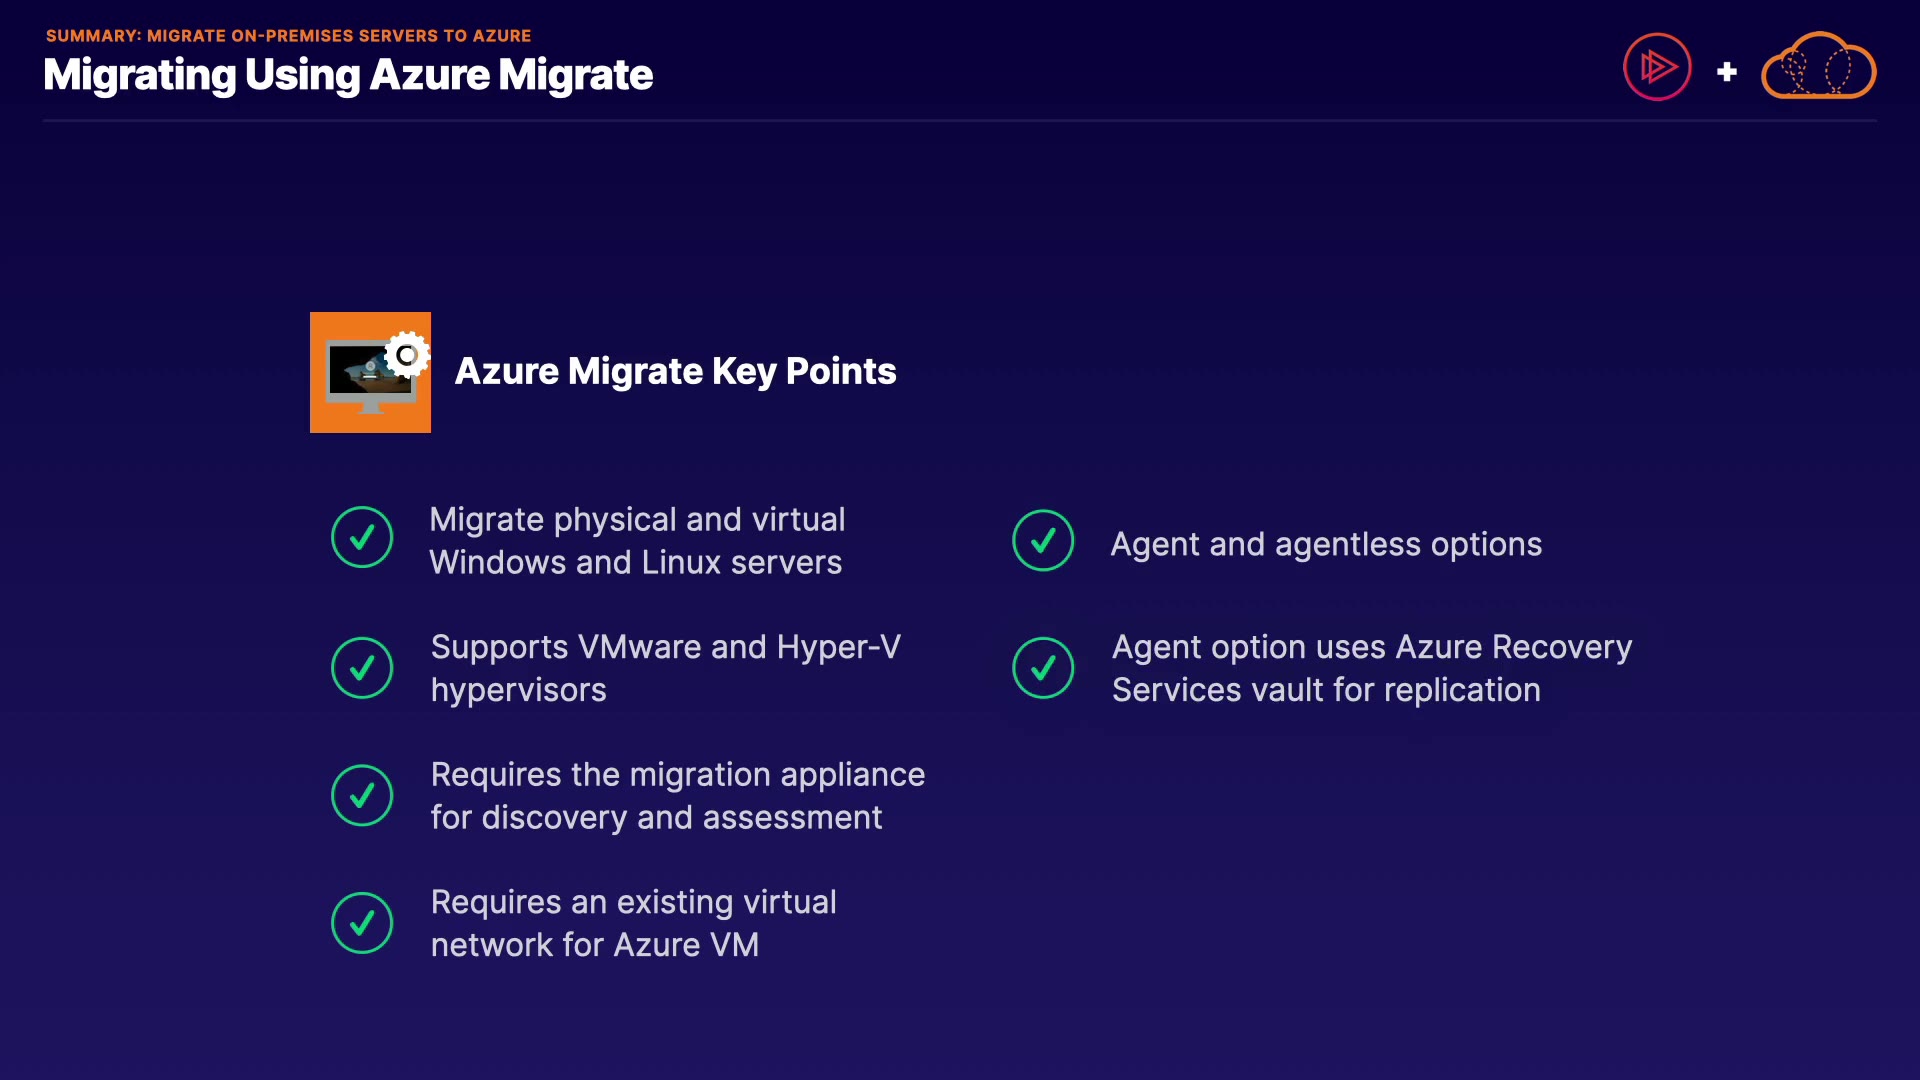 SUMMARY: MIGRATE ON-PREMISES SERVERS TO AZURE
Migrating Using Azure Migrate
Azure Migrate Key Points
Migrate physical and virtual
Windows and Linux servers
Supports VMware and Hyper-V
hypervisors
Requires the migration appliance
for discovery and assessment
Requires an existing virtual
network for Azure VM
Agent and agentless options
Agent option uses Azure Recovery
Services vault for replication